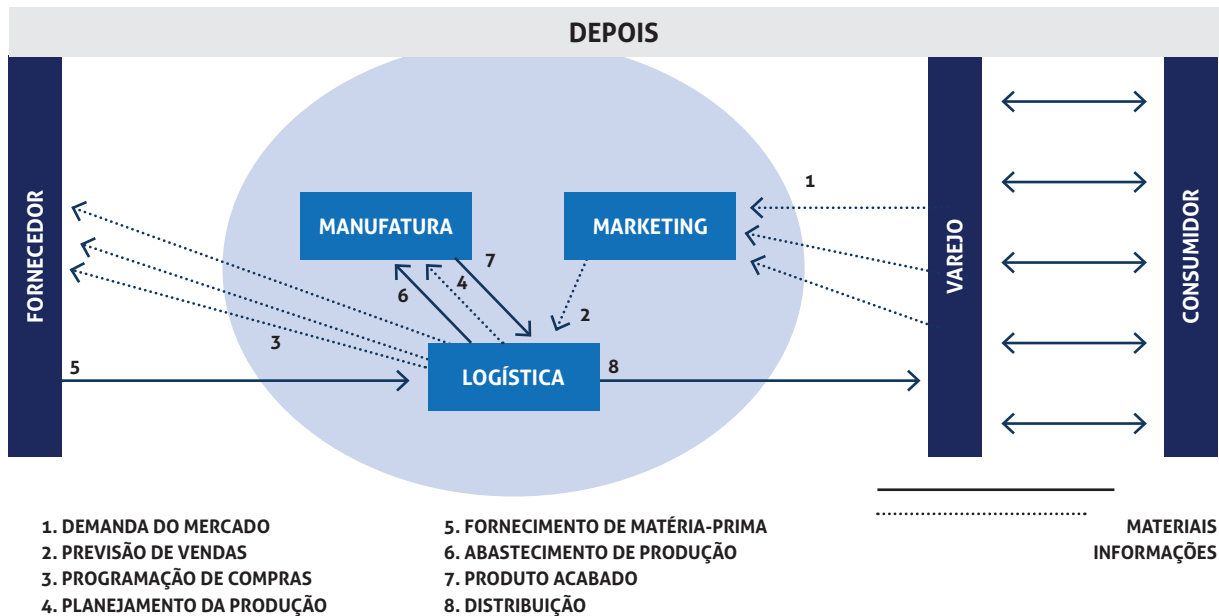 DEPOIS
FORNECEDOR
MANUFATURA
MARKETING
LOGÍSTICA
VAREJO
CONSUMIDOR
1
2
3
4
5
6
7
8
1. DEMANDA DO MERCADO
2. PREVISÃO DE VENDAS
3. PROGRAMAÇÃO DE COMPRAS
4. PLANEJAMENTO DA PRODUÇÃO
5. FORNECIMENTO DE MATÉRIA-PRIMA
6. ABASTECIMENTO DE PRODUÇÃO
7. PRODUTO ACABADO
8. DISTRIBUIÇÃO
MATERIAIS
INFORMAÇÕES